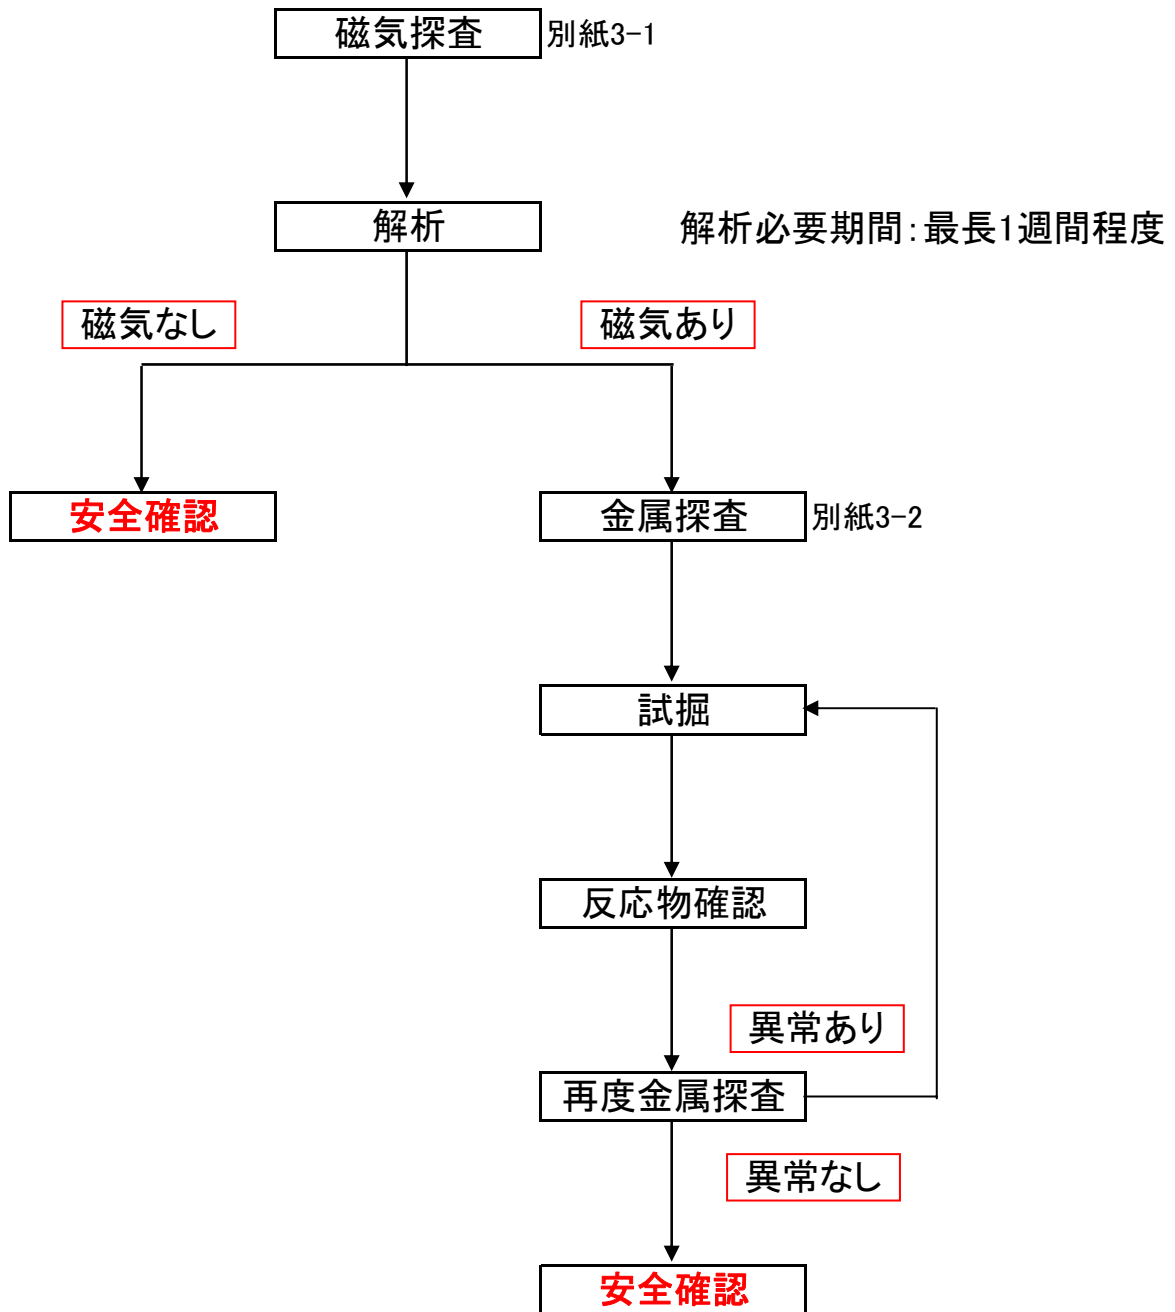 磁気探査 別紙3-1
解析 解析必要期間：最長1週間程度
磁気なし 磁気あり
安全確認 金属探査 別紙3-2
試掘
反応物確認
異常あり
再度金属探査
異常なし
安全確認